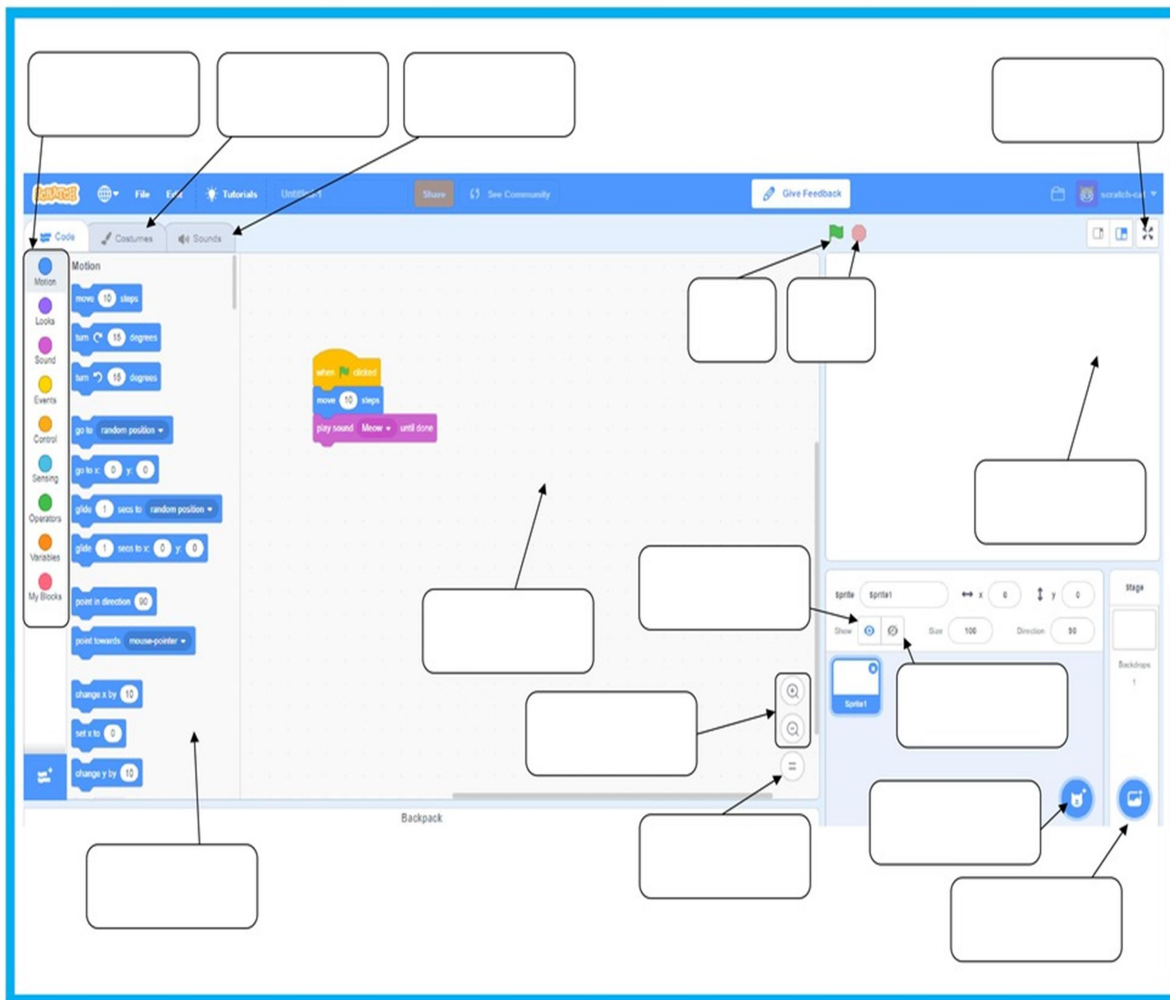 SCRATCH File Edit Tutorials Untitled-1 Share See Community Give Feedback scratch-cat
Code Costumes Sounds
Motion
Looks
Sound
Events
Control
Sensing
Operators
Variables
My Blocks
Motion
move 10 steps
turn 15 degrees
turn 15 degrees
go to random position
go to x: 0 y: 0
glide 1 secs to random position
glide 1 secs to x: 0 y: 0
point in direction 90
point towards mouse-pointer
change x by 10
set x to 0
change y by 10
when clicked
move 10 steps
play sound Meow until done
Backpack
Sprite Sprite1 x 0 y 0
Show Size 100 Direction 90
Sprite1
Stage
Backdrops
1